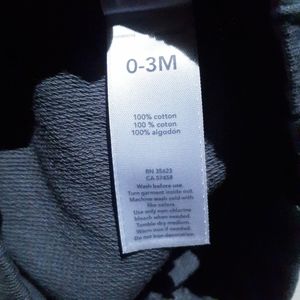 0-3M
100% cotton
100 % coton
100% algodón
RN 35623
CA 57458
Wash before use.
Turn garment inside out.
Machine wash cold with
like colors.
Use only non-chlorine
bleach when needed.
Tumble dry medium.
Warm iron if needed.
Do not iron decoration.